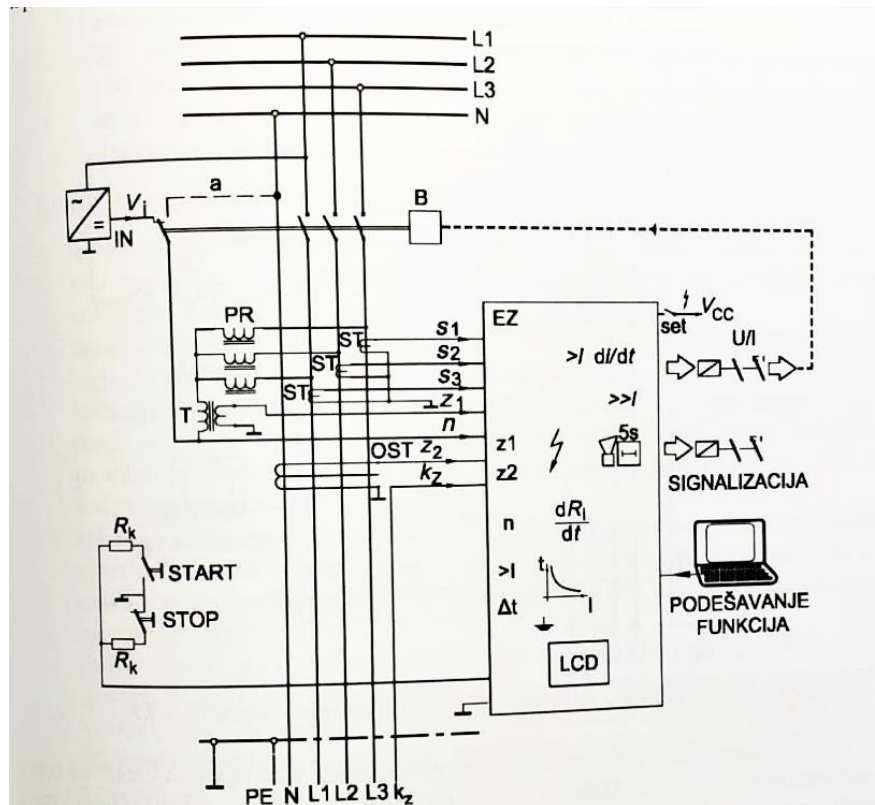 L1
L2
L3
N
a
B
~
=
Vi
IN
PR
ST
ST
ST
T
s1
s2
s3
z1
n
OST z2
kz
EZ
>I di/dt
>>I
z1
z2
5s
n
dRi
dt
>I
t
I
Δt
LCD
set
VCC
U/I
SIGNALIZACIJA
PODEŠAVANJE
FUNKCIJA
Rk
START
STOP
Rk
PE N L1 L2 L3 kz